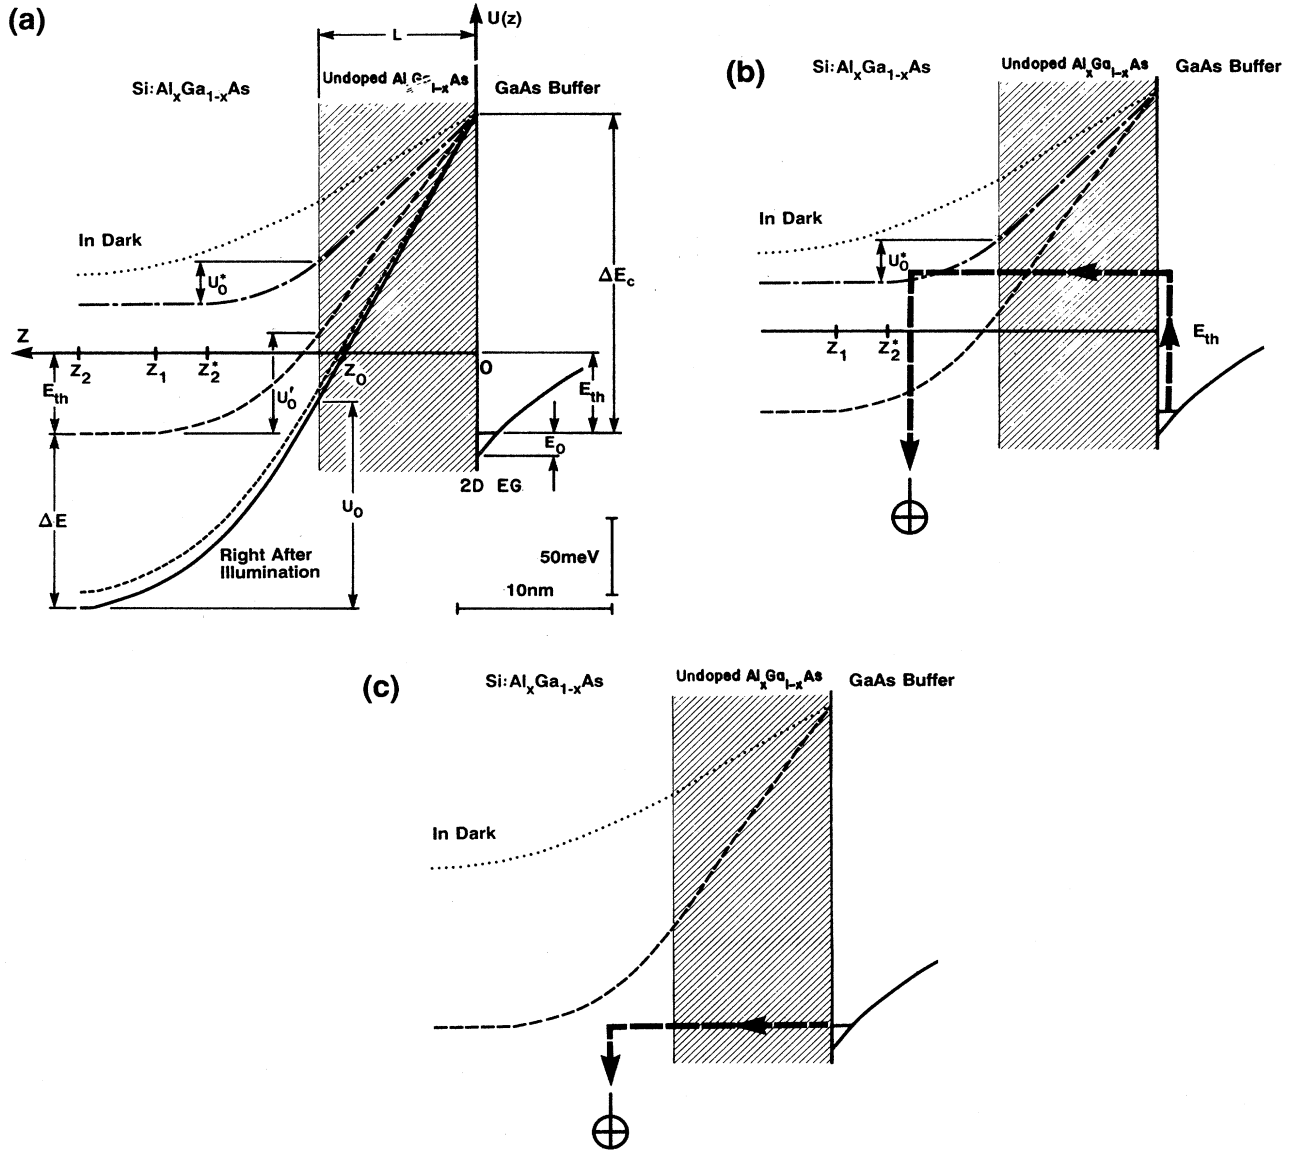 (a)
U(z)
L
Si:AlxGa1-xAs
Undoped AlxGa1-xAs
GaAs Buffer
In Dark
U0*
ΔEc
Z
Z2
Z1
Z2*
Z0
O
Eth
U0'
Eth
E0
2D EG
ΔE
U0
Right After
Illumination
50meV
10nm
(b)
Si:AlxGa1-xAs
Undoped AlxGa1-xAs
GaAs Buffer
In Dark
U0*
Eth
Z1
Z2*
(c)
Si:AlxGa1-xAs
Undoped AlxGa1-xAs
GaAs Buffer
In Dark